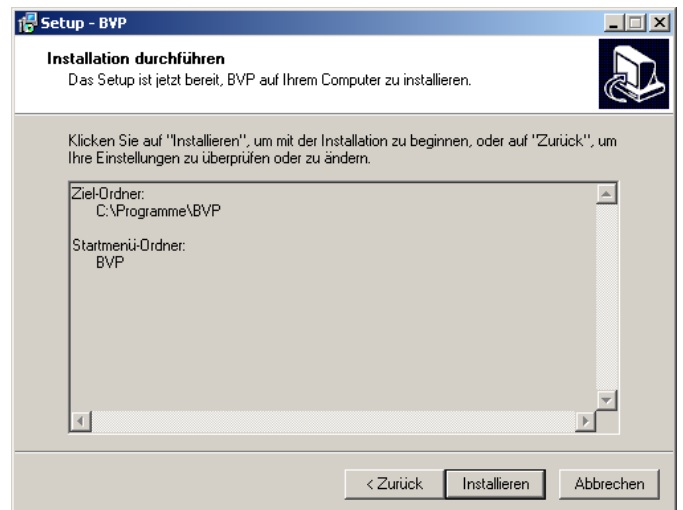 Setup - BVP
Installation durchführen
Das Setup ist jetzt bereit, BVP auf Ihrem Computer zu installieren.
Klicken Sie auf "Installieren", um mit der Installation zu beginnen, oder auf "Zurück", um
Ihre Einstellungen zu überprüfen oder zu ändern.
Ziel-Ordner:
C:\Programme\BVP
Startmenü-Ordner:
BVP
< Zurück
Installieren
Abbrechen